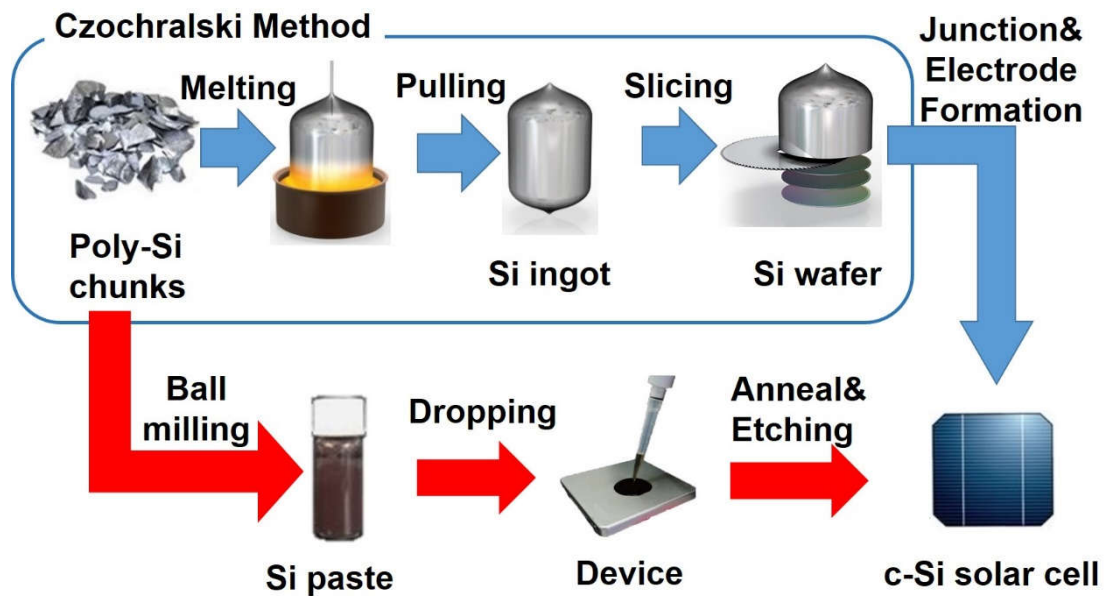 Czochralski Method
Junction&
Electrode
Formation
Melting
Pulling
Slicing
Poly-Si
chunks
Si ingot
Si wafer
Ball
milling
Dropping
Anneal&
Etching
Si paste
Device
c-Si solar cell